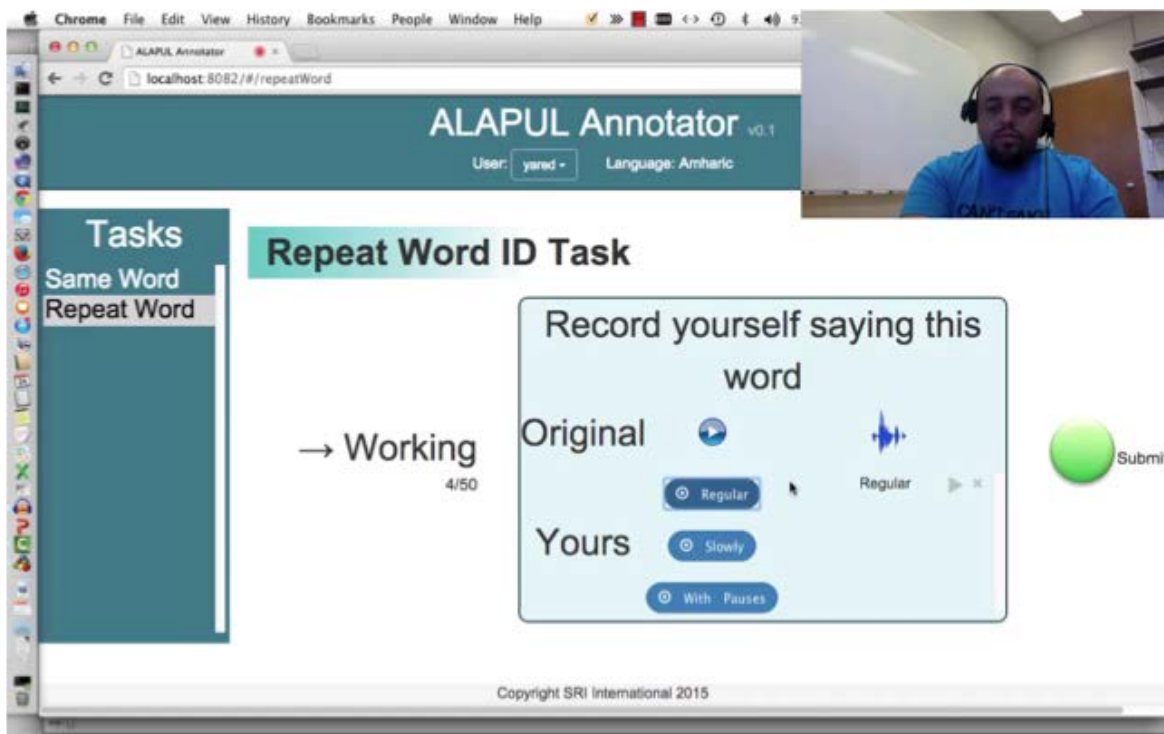 Chrome File Edit View History Bookmarks People Window Help
ALAPUL Annotator
localhost:8082/#/repeatWord
ALAPUL Annotator v0.1
User: yared Language: Amharic
Tasks
Same Word
Repeat Word
Repeat Word ID Task
Record yourself saying this
word
Original
→ Working
4/50
Regular
Regular
Yours
Slowly
With Pauses
Submi
Copyright SRI International 2015